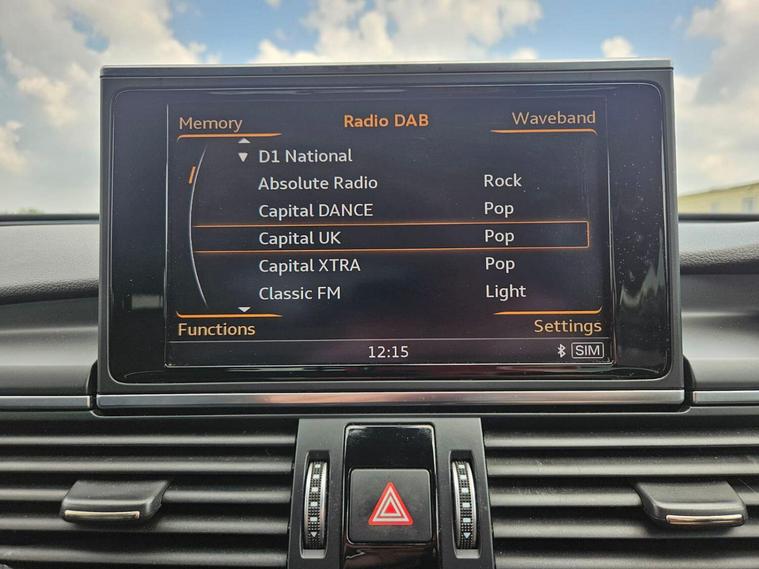 Memory Radio DAB Waveband
D1 National
Absolute Radio Rock
Capital DANCE Pop
Capital UK Pop
Capital XTRA Pop
Classic FM Light
Functions Settings
12:15 SIM